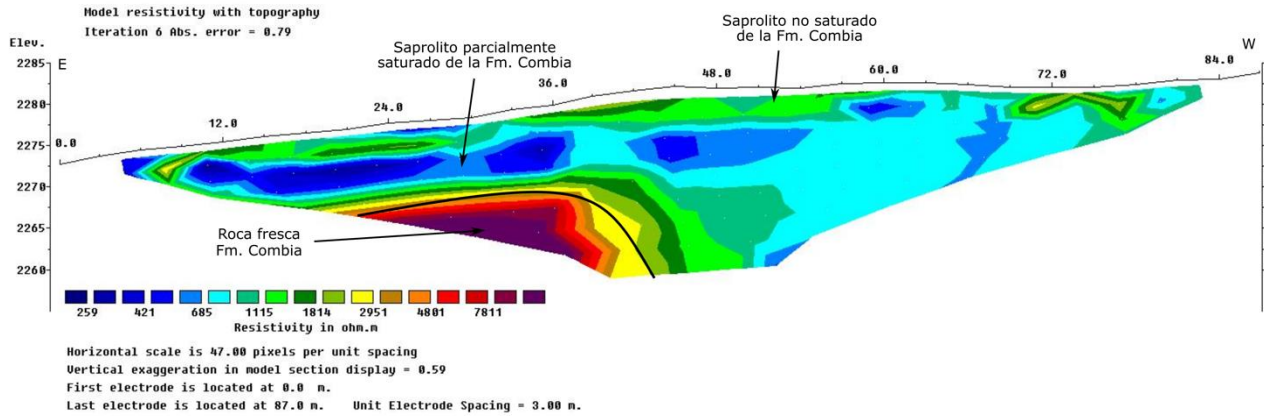 Model resistivity with topography
Iteration 6 Abs. error = 0.79
Elev.
Saprolito no saturado
de la Fm. Combia
Saprolito parcialmente
saturado de la Fm. Combia
E
W
2285
2280
2275
2270
2265
2260
0.0
12.0
24.0
36.0
48.0
60.0
72.0
84.0
Roca fresca
Fm. Combia
259 421 685 1115 1814 2951 4801 7811
Resistivity in ohm.m
Horizontal scale is 47.00 pixels per unit spacing
Vertical exaggeration in model section display = 0.59
First electrode is located at 0.0 m.
Last electrode is located at 87.0 m. Unit Electrode Spacing = 3.00 m.